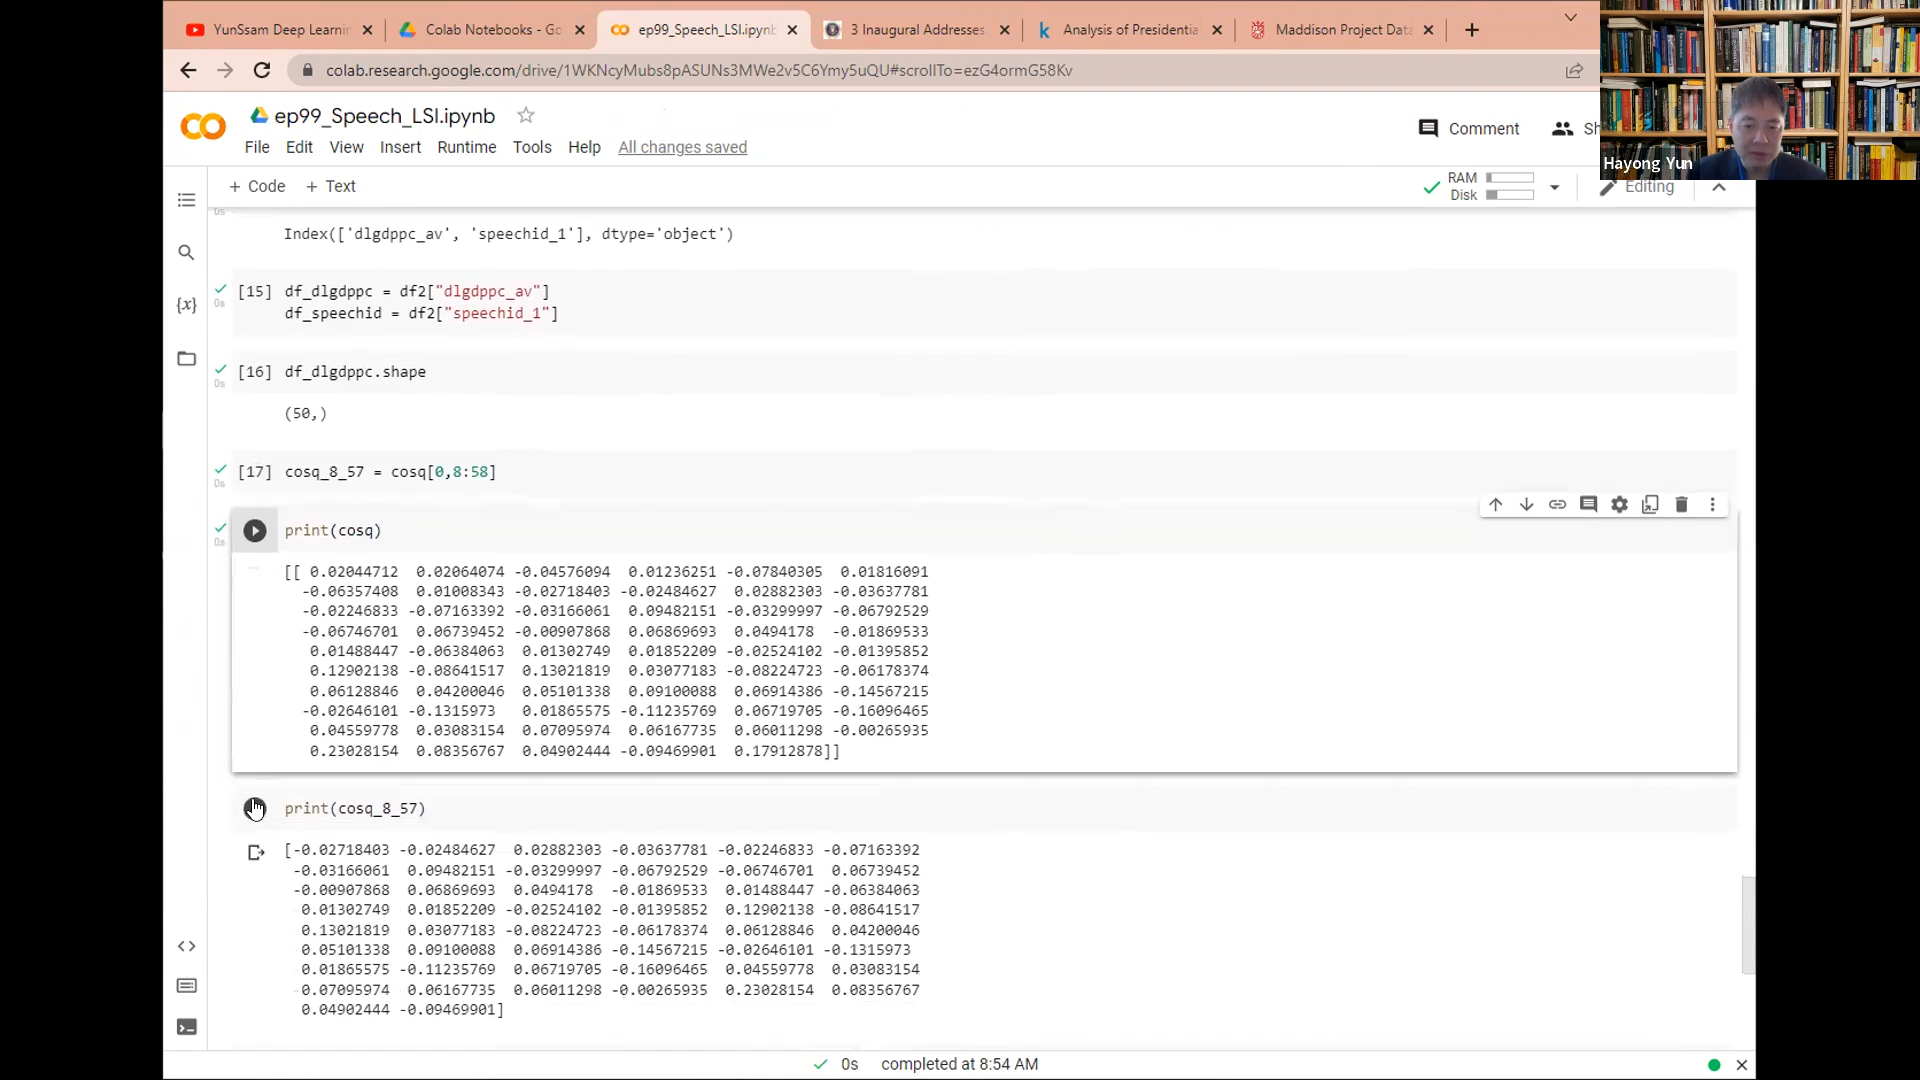 YunSsam Deep Learnin
Colab Notebooks - Go
ep99_Speech_LSI.ipynb
3 Inaugural Addresses
Analysis of Presidentia
Maddison Project Data
colab.research.google.com/drive/1WKNcyMubs8pASUNs3MWe2v5C6Ymy5uQU#scrollTo=ezG4ormG58Kv
ep99_Speech_LSI.ipynb
Comment
Sh
Hayong Yun
File Edit View Insert Runtime Tools Help All changes saved
+ Code + Text
RAM
Disk
Editing
0s
Index(['dlgdppc_av', 'speechid_1'], dtype='object')
[15] df_dlgdppc = df2["dlgdppc_av"]
0s
df_speechid = df2["speechid_1"]
[16] df_dlgdppc.shape
0s
(50,)
[17] cosq_8_57 = cosq[0,8:58]
0s
print(cosq)
0s
[[ 0.02044712 0.02064074 -0.04576094 0.01236251 -0.07840305 0.01816091
-0.06357408 0.01008343 -0.02718403 -0.02484627 0.02882303 -0.03637781
-0.02246833 -0.07163392 -0.03166061 0.09482151 -0.03299997 -0.06792529
-0.06746701 0.06739452 -0.00907868 0.06869693 0.0494178 -0.01869533
0.01488447 -0.06384063 0.01302749 0.01852209 -0.02524102 -0.01395852
0.12902138 -0.08641517 0.13021819 0.03077183 -0.08224723 -0.06178374
0.06128846 0.04200046 0.05101338 0.09100088 0.06914386 -0.14567215
-0.02646101 -0.1315973 0.01865575 -0.11235769 0.06719705 -0.16096465
0.04559778 0.03083154 0.07095974 0.06167735 0.06011298 -0.00265935
0.23028154 0.08356767 0.04902444 -0.09469901 0.17912878]]
print(cosq_8_57)
[-0.02718403 -0.02484627 0.02882303 -0.03637781 -0.02246833 -0.07163392
-0.03166061 0.09482151 -0.03299997 -0.06792529 -0.06746701 0.06739452
-0.00907868 0.06869693 0.0494178 -0.01869533 0.01488447 -0.06384063
0.01302749 0.01852209 -0.02524102 -0.01395852 0.12902138 -0.08641517
0.13021819 0.03077183 -0.08224723 -0.06178374 0.06128846 0.04200046
0.05101338 0.09100088 0.06914386 -0.14567215 -0.02646101 -0.1315973
0.01865575 -0.11235769 0.06719705 -0.16096465 0.04559778 0.03083154
0.07095974 0.06167735 0.06011298 -0.00265935 0.23028154 0.08356767
0.04902444 -0.09469901]
0s completed at 8:54 AM